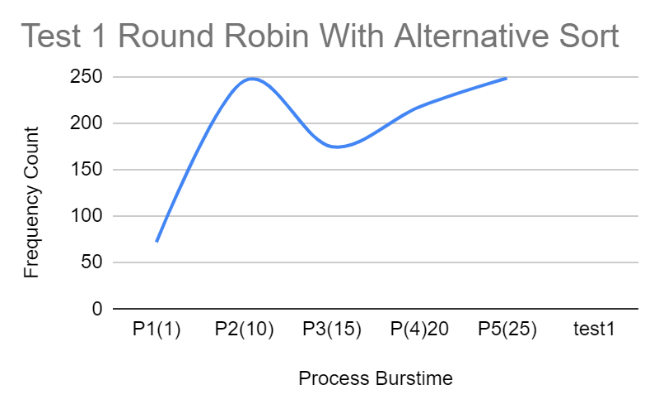 Test 1 Round Robin With Alternative Sort
Frequency Count
250
200
150
100
50
0
P1(1) P2(10) P3(15) P(4)20 P5(25) test1
Process Burstime